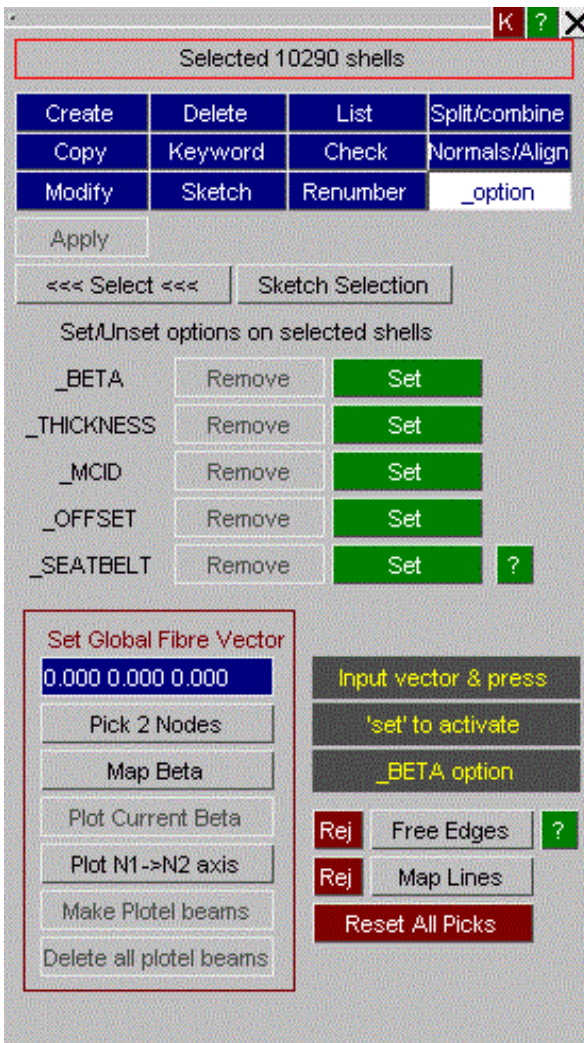 K ? X
Selected 10290 shells
Create Delete List Split/combine
Copy Keyword Check Normals/Align
Modify Sketch Renumber _option
Apply
<<< Select <<< Sketch Selection
Set/Unset options on selected shells
_BETA Remove Set
_THICKNESS Remove Set
_MCID Remove Set
_OFFSET Remove Set
_SEATBELT Remove Set ?
Set Global Fibre Vector
0.000 0.000 0.000
Pick 2 Nodes
Map Beta
Plot Current Beta
Plot N1->N2 axis
Make Plotel beams
Delete all plotel beams
Input vector & press
'set' to activate
_BETA option
Rej Free Edges ?
Rej Map Lines
Reset All Picks